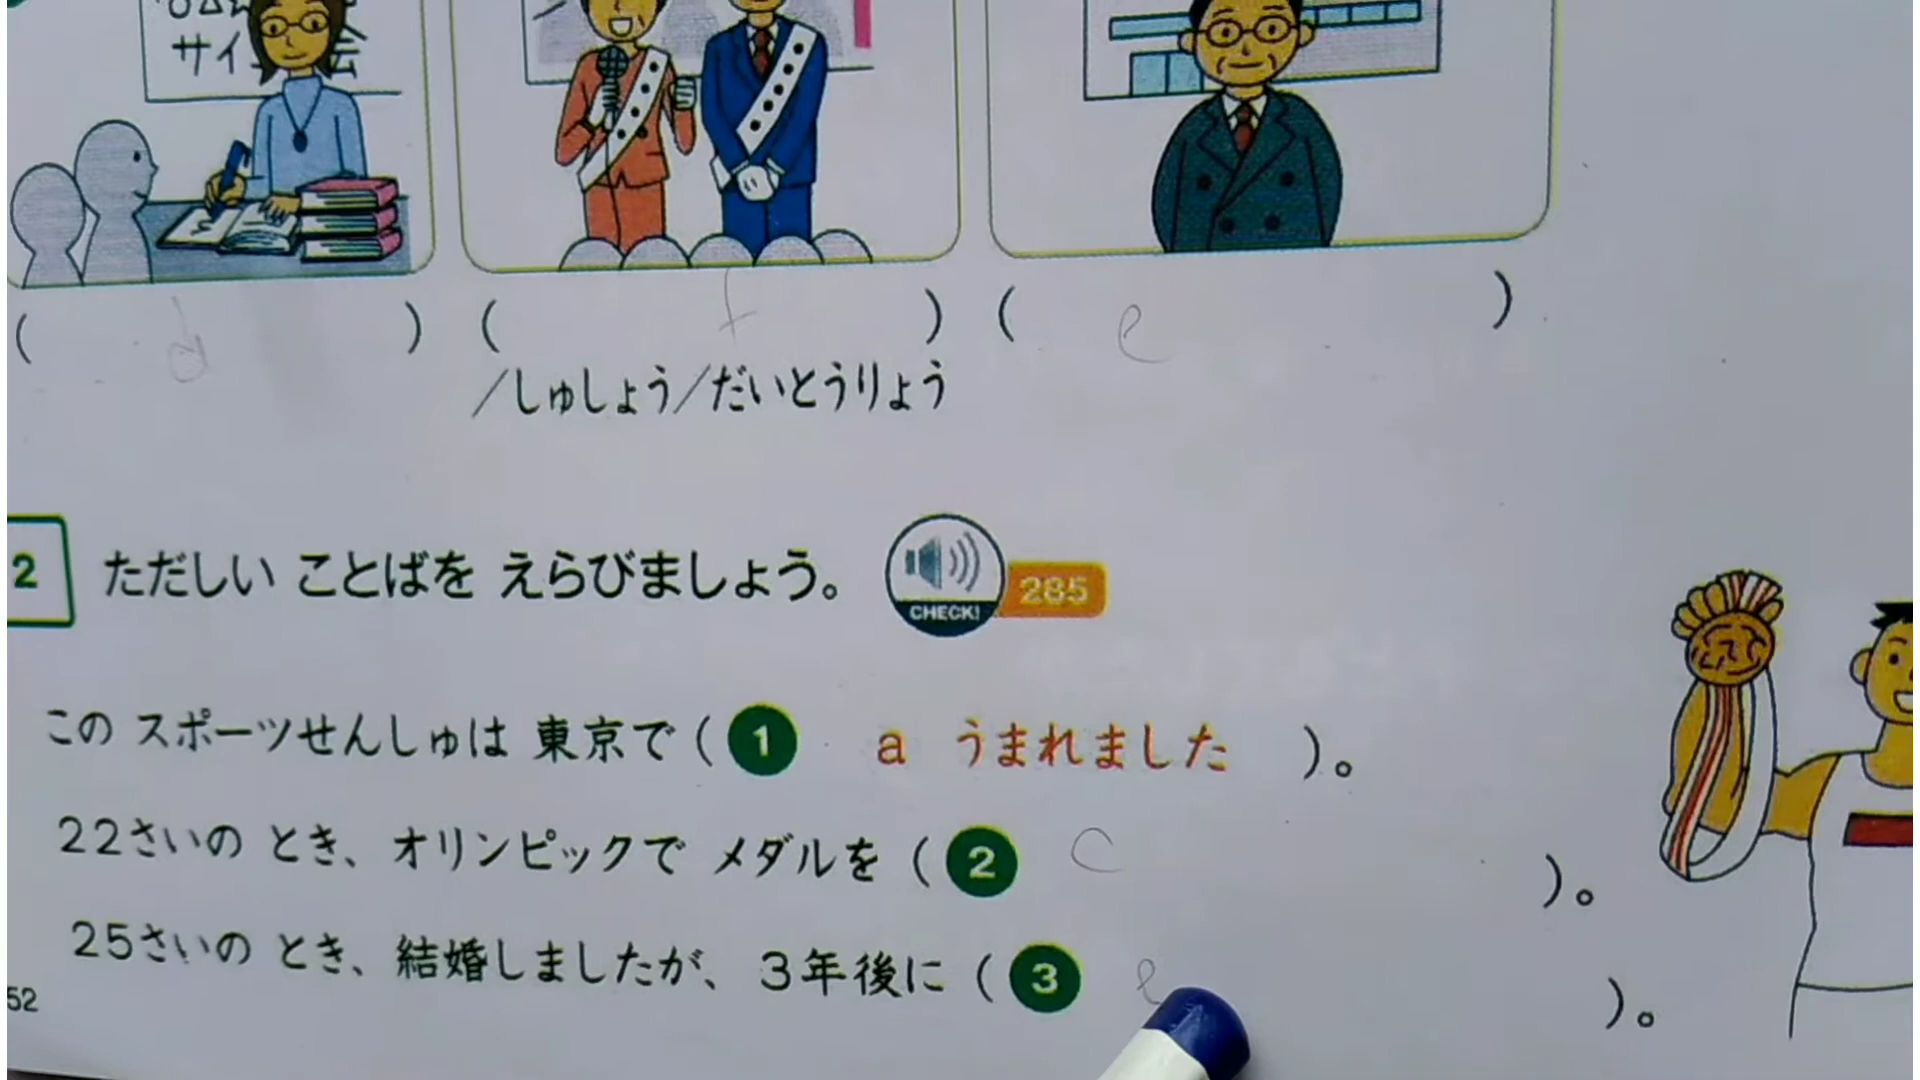 サイ 会
( d ) ( f ) ( e )
/しゅしょう/だいとうりょう
2 ただしい ことばを えらびましょう。 CHECK! 285
この スポーツせんしゅは 東京で ( 1 a うまれました )。
22さいの とき、オリンピックで メダルを ( 2 c )。
25さいの とき、結婚しましたが、3年後に ( 3 e )。
52